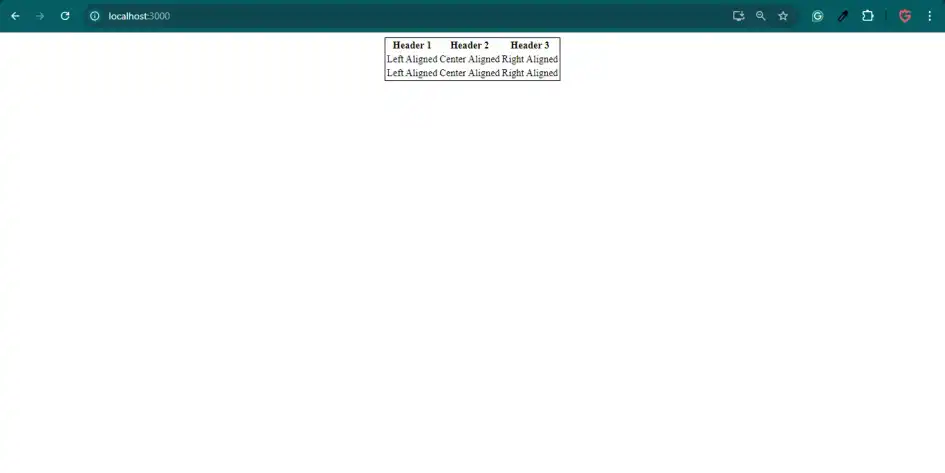 localhost:3000
Header 1 Header 2 Header 3
Left Aligned Center Aligned Right Aligned
Left Aligned Center Aligned Right Aligned